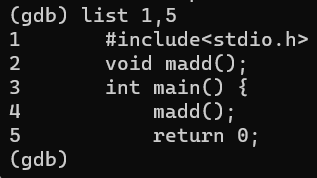 (gdb) list 1,5
1       #include<stdio.h>
2       void madd();
3       int main() {
4           madd();
5           return 0;
(gdb)